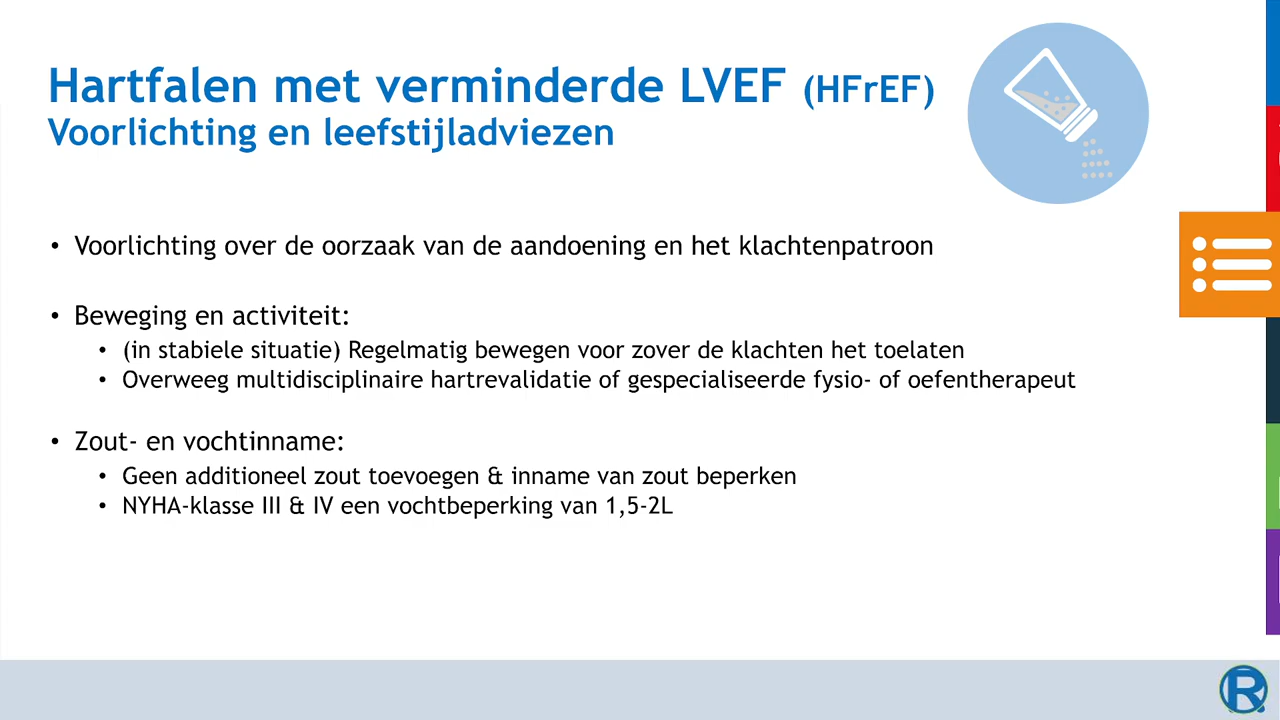 Hartfalen met verminderde LVEF (HFrEF)
Voorlichting en leefstijladviezen
• Voorlichting over de oorzaak van de aandoening en het klachtenpatroon
• Beweging en activiteit:
• (in stabiele situatie) Regelmatig bewegen voor zover de klachten het toelaten
• Overweeg multidisciplinaire hartrevalidatie of gespecialiseerde fysio- of oefentherapeut
• Zout- en vochtinname:
• Geen additioneel zout toevoegen & inname van zout beperken
• NYHA-klasse III & IV een vochtbeperking van 1,5-2L
R